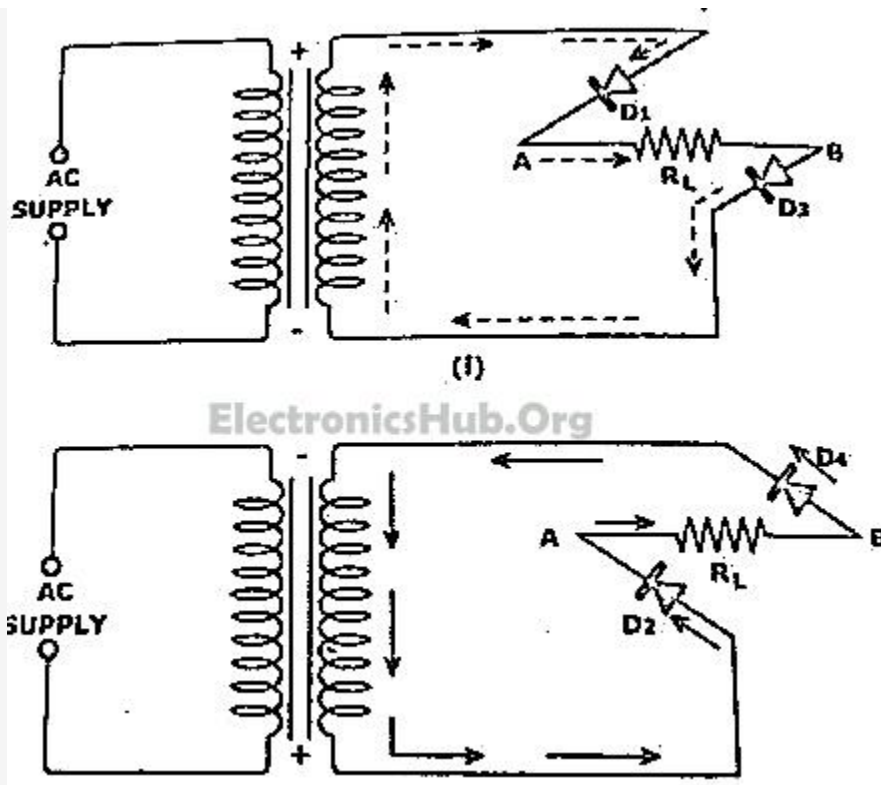 +
D1
A
B
RL
D3
AC
SUPPLY
-
(i)
ElectronicsHub.Org
-
D4
A
B
RL
AC
SUPPLY
D2
+